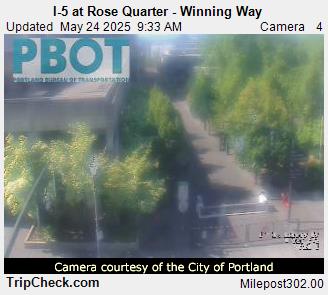 I-5 at Rose Quarter - Winning Way
Updated May 24 2025 9:33 AM Camera 4
PBOT
PORTLAND BUREAU OF TRANSPORTATION
Camera courtesy of the City of Portland
TripCheck.com Milepost302.00